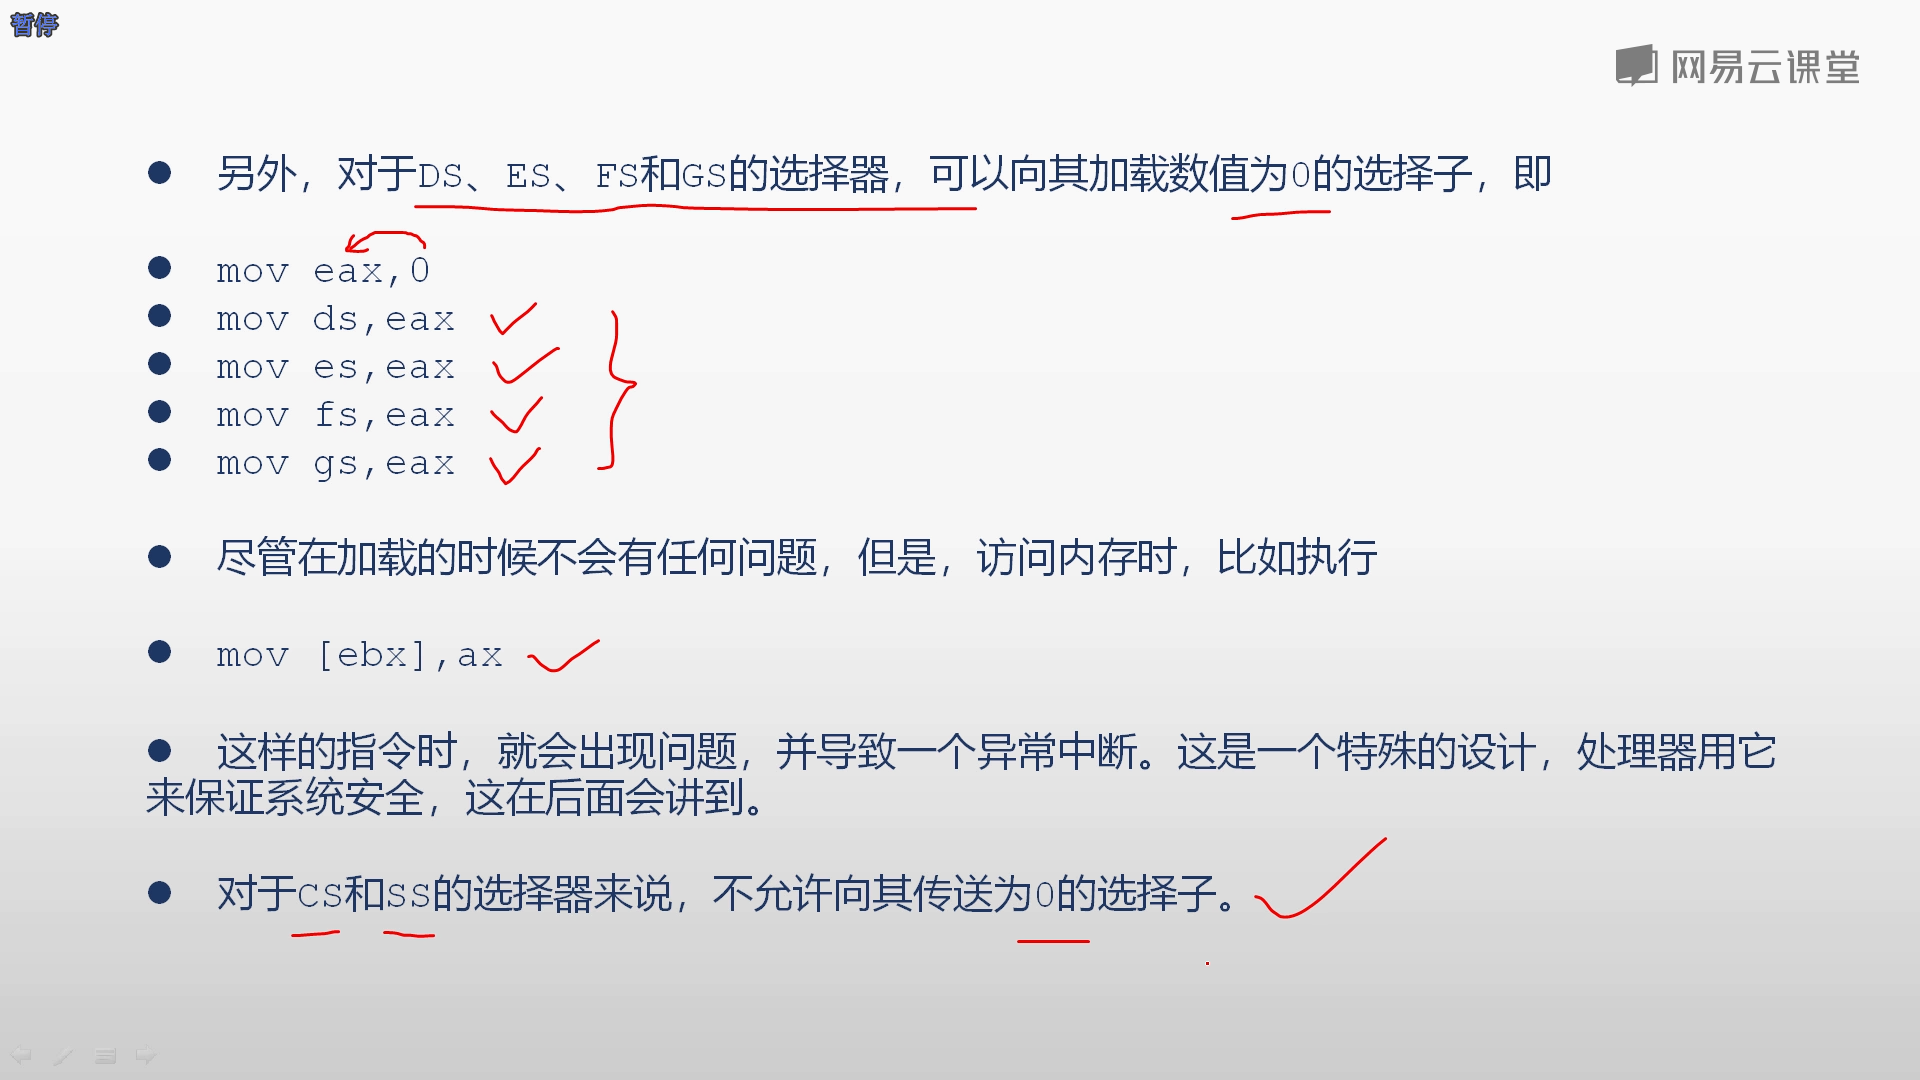 暂停
网易云课堂
● 另外，对于DS、ES、FS和GS的选择器，可以向其加载数值为0的选择子，即
● mov eax,0
● mov ds,eax
● mov es,eax
● mov fs,eax
● mov gs,eax
● 尽管在加载的时候不会有任何问题，但是，访问内存时，比如执行
● mov [ebx],ax
● 这样的指令时，就会出现问题，并导致一个异常中断。这是一个特殊的设计，处理器用它
来保证系统安全，这在后面会讲到。
● 对于CS和SS的选择器来说，不允许向其传送为0的选择子。